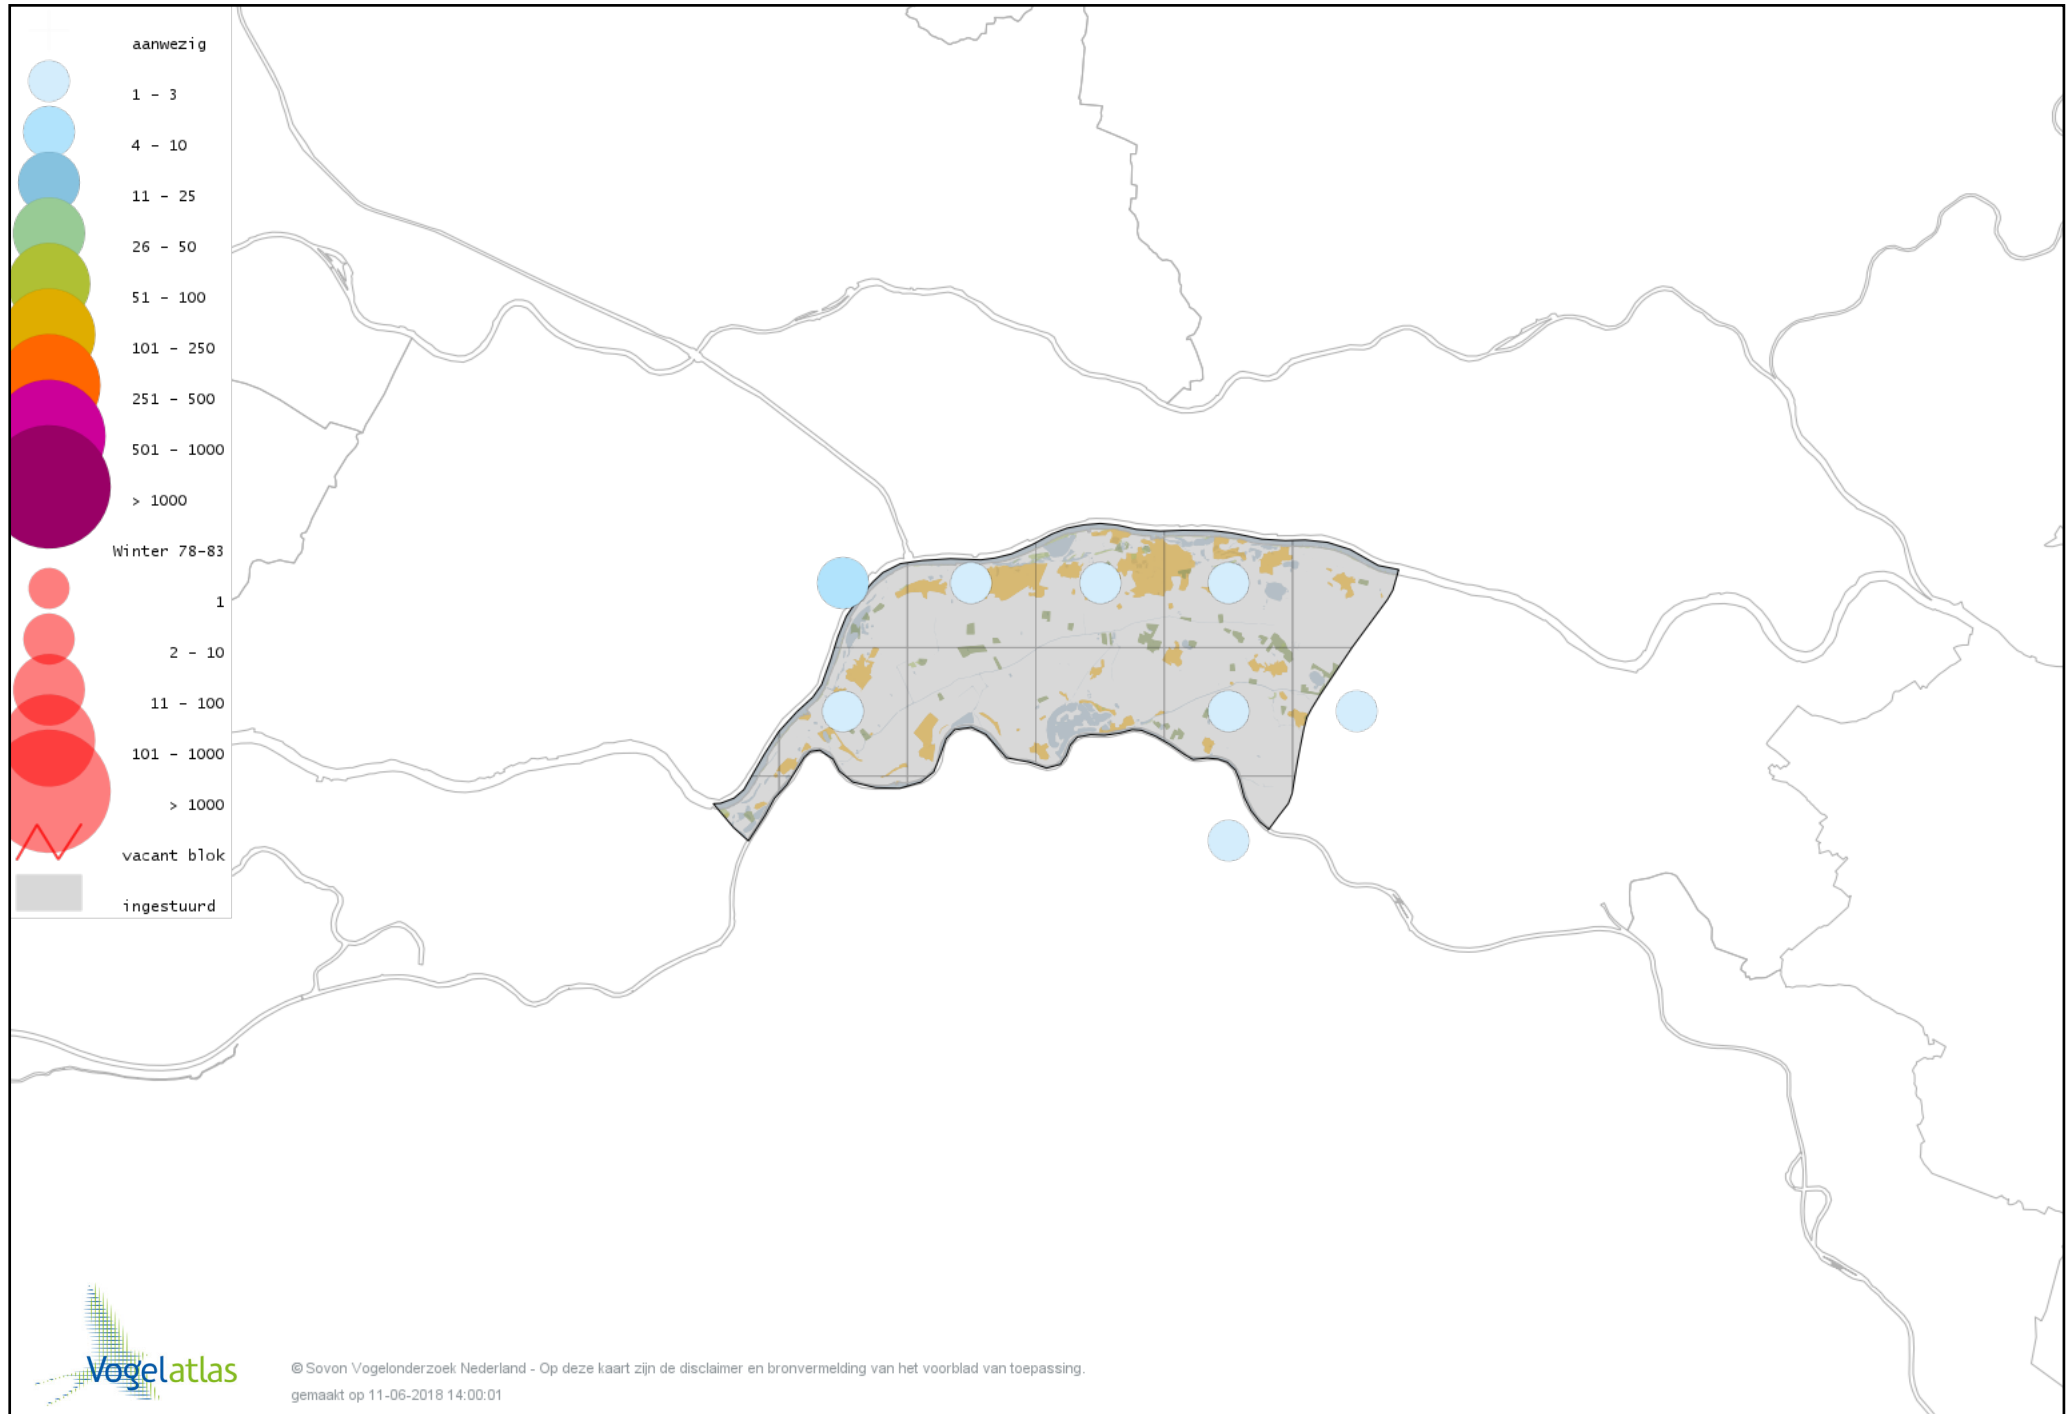 aanwezig
1 - 3
4 - 10
11 - 25
26 - 50
51 - 100
101 - 250
251 - 500
501 - 1000
> 1000
Winter 78-83
1
2 - 10
11 - 100
101 - 1000
> 1000
vacant blok
ingestuurd
Vogelatlas
© Sovon Vogelonderzoek Nederland - Op deze kaart zijn de disclaimer en bronvermelding van het voorblad van toepassing.
gemaakt op 11-06-2018 14:00:01